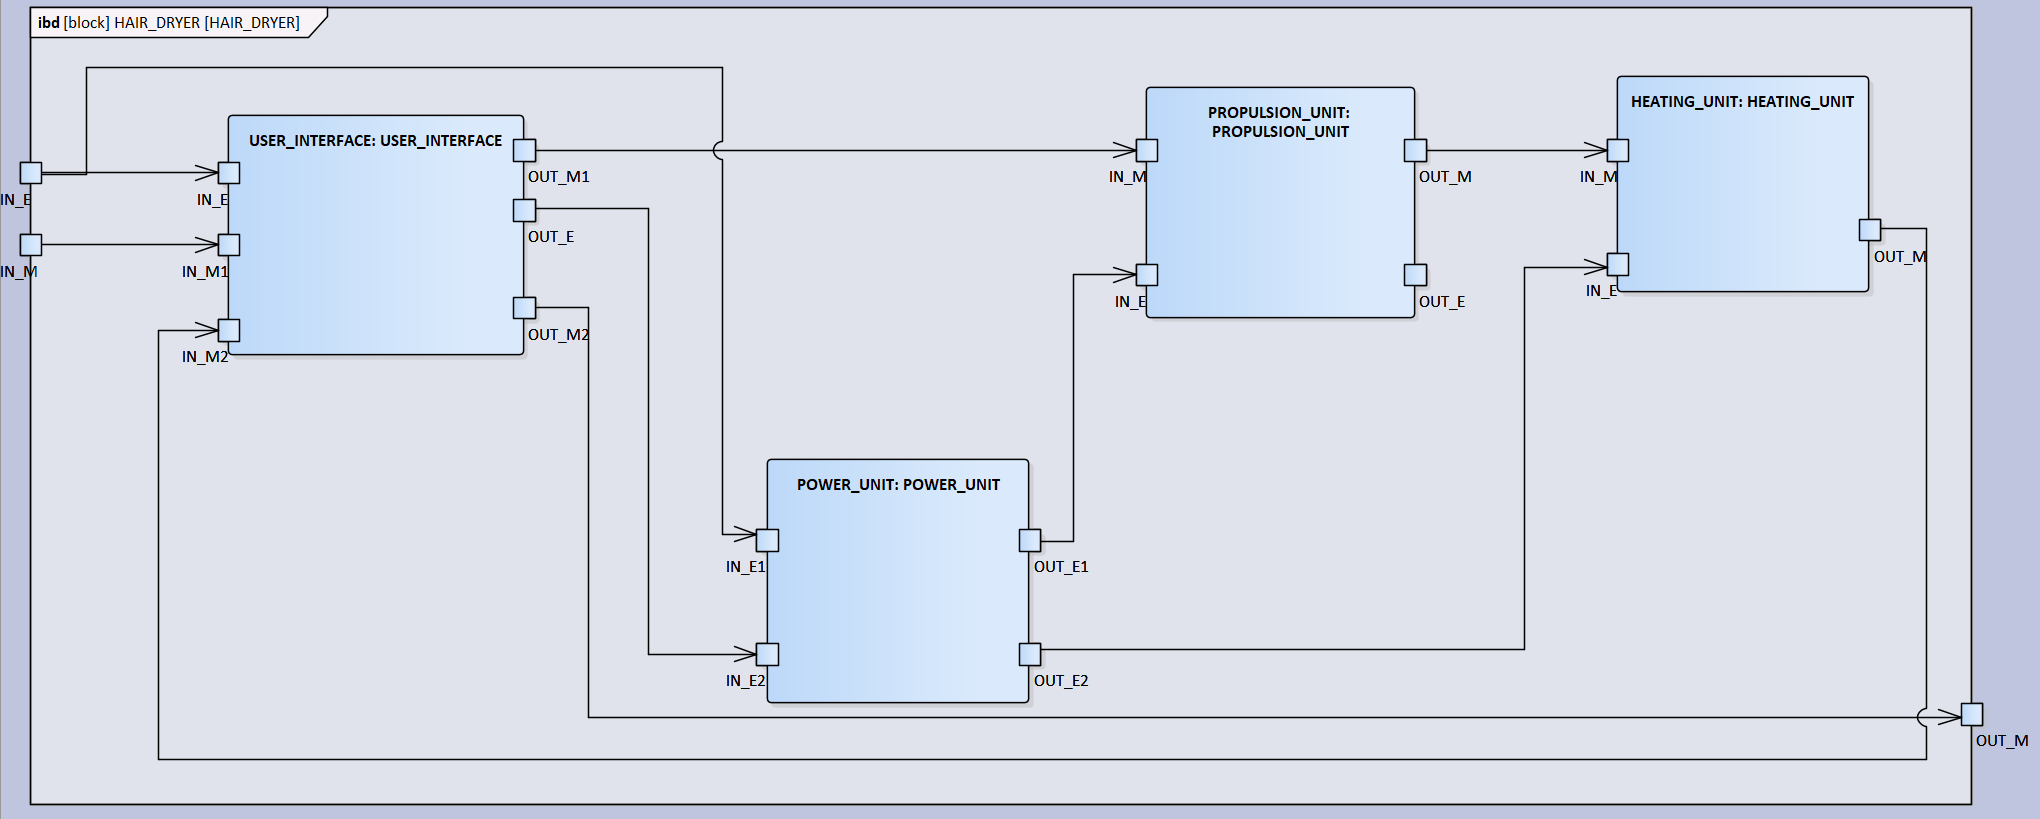 ibd [block] HAIR_DRYER [HAIR_DRYER]
IN_E
IN_M
USER_INTERFACE: USER_INTERFACE
IN_E
IN_M1
IN_M2
OUT_M1
OUT_E
OUT_M2
PROPULSION_UNIT:
PROPULSION_UNIT
IN_M
IN_E
OUT_M
OUT_E
HEATING_UNIT: HEATING_UNIT
IN_M
IN_E
OUT_M
POWER_UNIT: POWER_UNIT
IN_E1
IN_E2
OUT_E1
OUT_E2
OUT_M